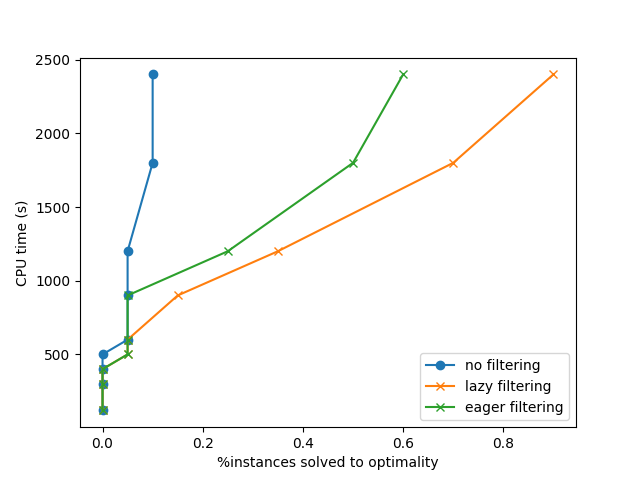 2500
2000
1500
1000
500
CPU time (s)
0.0 0.2 0.4 0.6 0.8
%instances solved to optimality
no filtering
lazy filtering
eager filtering